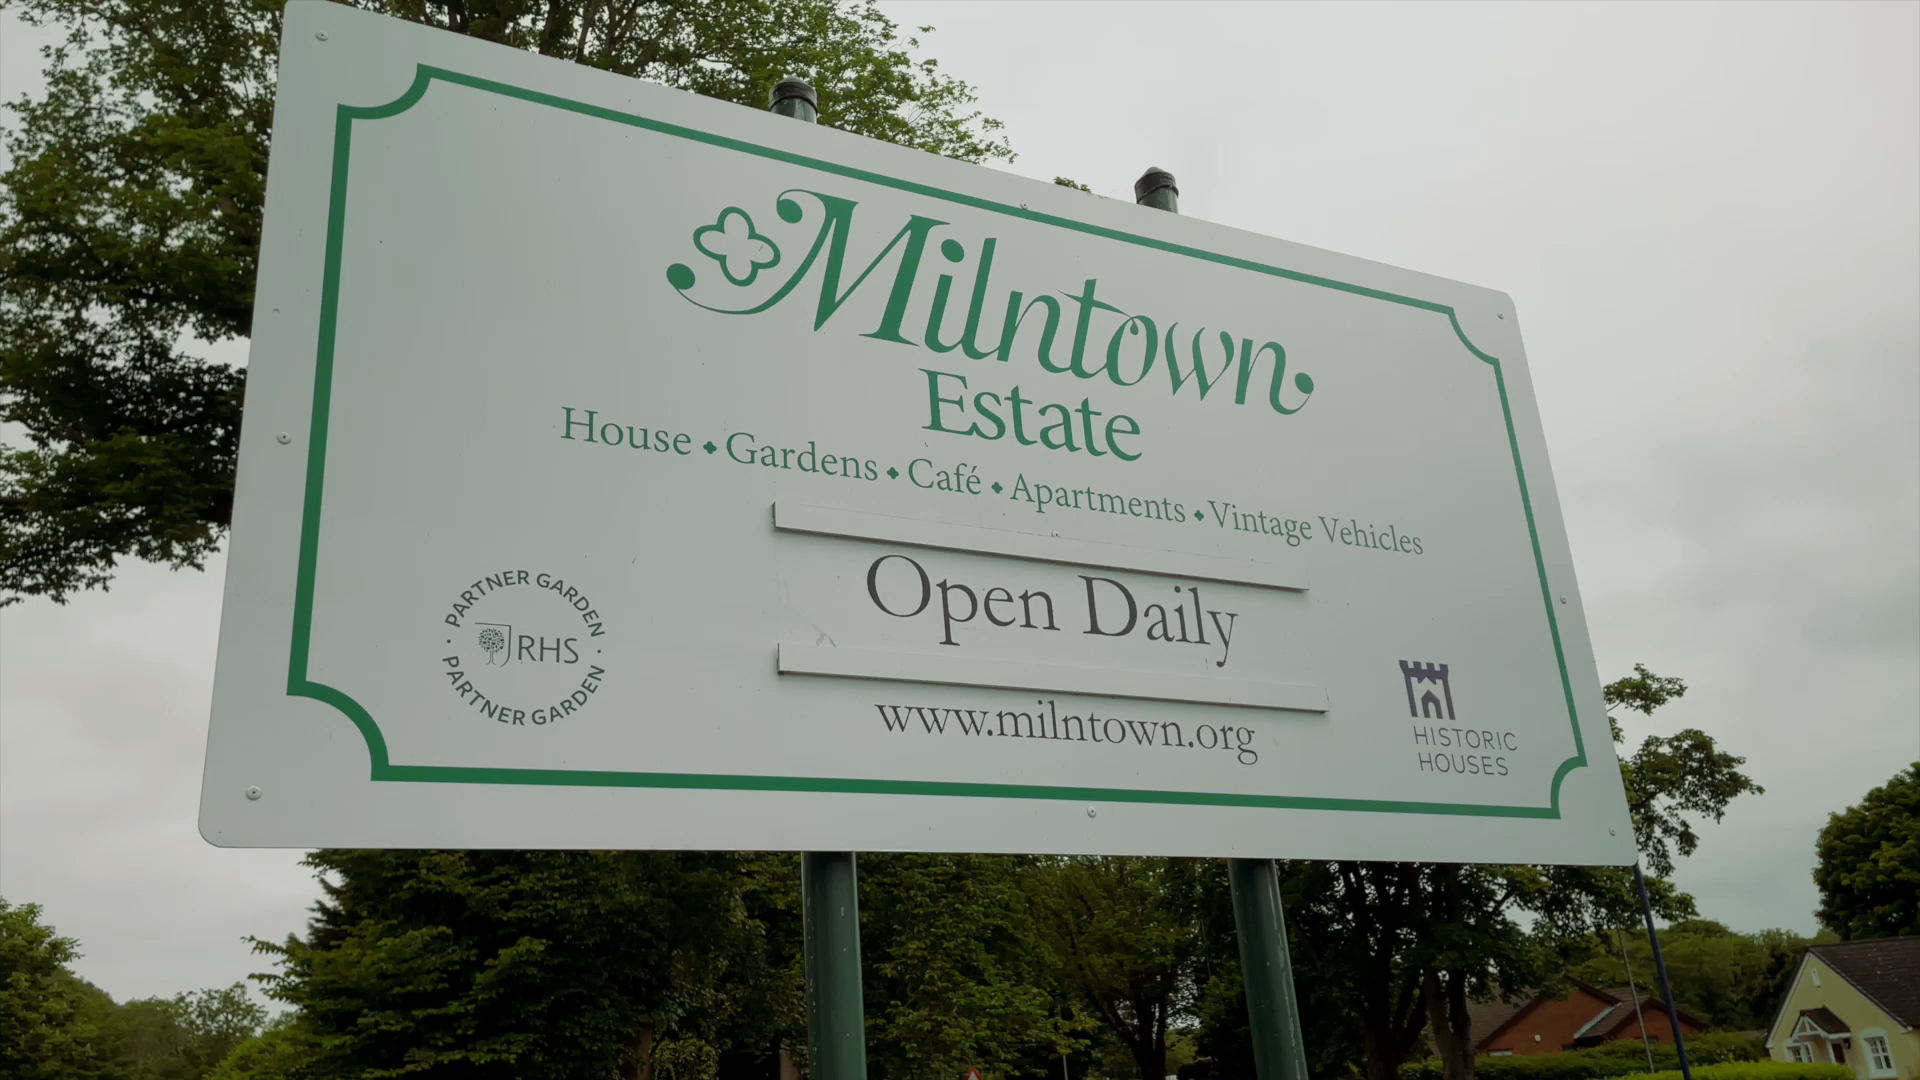 Milntown
Estate
House • Gardens • Café • Apartments • Vintage Vehicles
Open Daily
www.milntown.org
PARTNER GARDEN
RHS
PARTNER GARDEN
HISTORIC
HOUSES